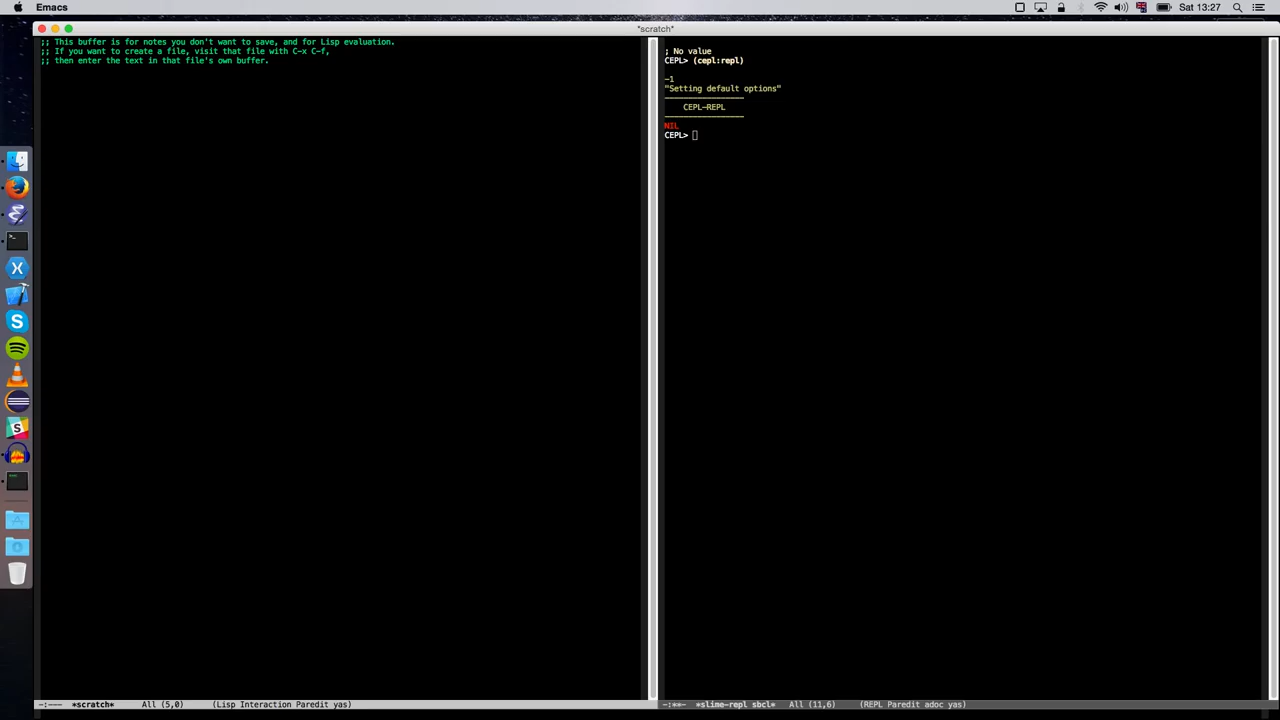 Emacs
Sat 13:27
*scratch*
;; This buffer is for notes you don't want to save, and for Lisp evaluation.
;; If you want to create a file, visit that file with C-x C-f,
;; then enter the text in that file's own buffer.
; No value
CEPL> (cepl:repl)
-1
"Setting default options"
-----------------
CEPL-REPL
-----------------
NIL
CEPL>
-:--- *scratch* All (5,0) (Lisp Interaction Paredit yas)
-:**- *slime-repl sbcl* All (11,6) (REPL Paredit adoc yas)